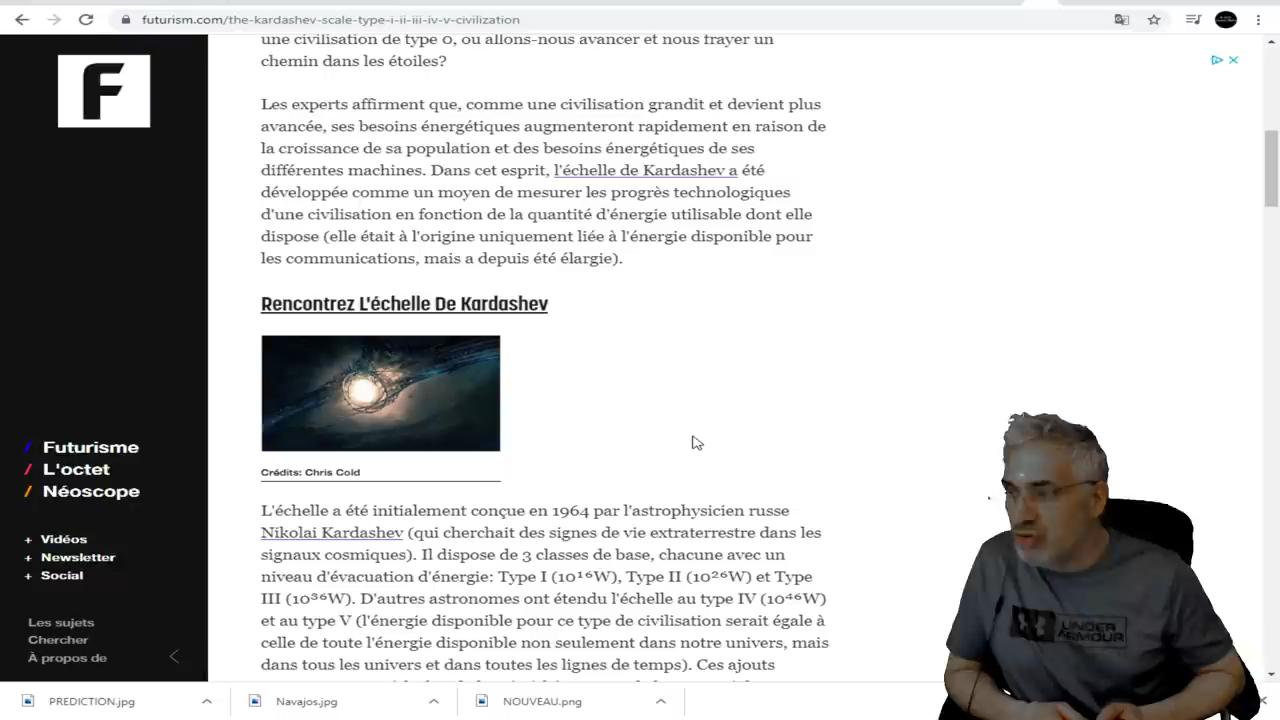 futurism.com/the-kardashev-scale-type-i-ii-iii-iv-v-civilization
F
une civilisation de type 0, ou allons-nous avancer et nous frayer un
chemin dans les étoiles?
Les experts affirment que, comme une civilisation grandit et devient plus
avancée, ses besoins énergétiques augmenteront rapidement en raison de
la croissance de sa population et des besoins énergétiques de ses
différentes machines. Dans cet esprit, l'échelle de Kardashev a été
développée comme un moyen de mesurer les progrès technologiques
d'une civilisation en fonction de la quantité d'énergie utilisable dont elle
dispose (elle était à l'origine uniquement liée à l'énergie disponible pour
les communications, mais a depuis été élargie).
Rencontrez L'échelle De Kardashev
Crédits: Chris Cold
L'échelle a été initialement conçue en 1964 par l'astrophysicien russe
Nikolai Kardashev (qui cherchait des signes de vie extraterrestre dans les
signaux cosmiques). Il dispose de 3 classes de base, chacune avec un
niveau d'évacuation d'énergie: Type I (10¹⁶W), Type II (10²⁶W) et Type
III (10³⁶W). D'autres astronomes ont étendu l'échelle au type IV (10⁴⁶W)
et au type V (l'énergie disponible pour ce type de civilisation serait égale à
celle de toute l'énergie disponible non seulement dans notre univers, mais
dans tous les univers et dans toutes les lignes de temps). Ces ajouts
/ Futurisme
/ L'octet
/ Néoscope
+ Vidéos
+ Newsletter
+ Social
Les sujets
Chercher
À propos de
UNDER
ARMOUR
PREDICTION.jpg
Navajos.jpg
NOUVEAU.png